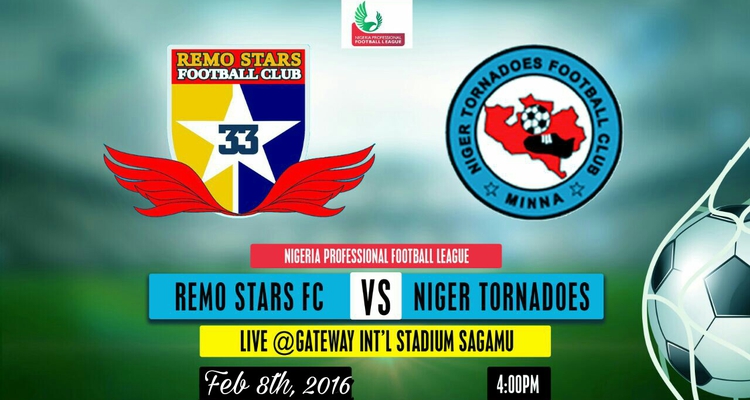 NIGERIA PROFESSIONAL
FOOTBALL LEAGUE
REMO STARS
FOOTBALL CLUB
33
NIGER TORNADOES FOOTBALL CLUB
MINNA
NIGERIA PROFESSIONAL FOOTBALL LEAGUE
REMO STARS FC VS NIGER TORNADOES
LIVE @GATEWAY INT'L STADIUM SAGAMU
Feb 8th, 2016 4:00PM